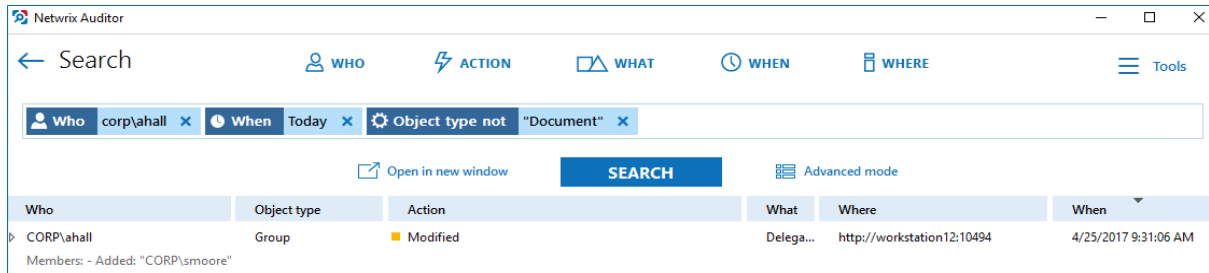 Netwrix Auditor
Search WHO ACTION WHAT WHEN WHERE Tools
Who corp\ahall When Today Object type not "Document"
Open in new window SEARCH Advanced mode
Who Object type Action What Where When
CORP\ahall Group Modified Delega... http://workstation12:10494 4/25/2017 9:31:06 AM
Members: - Added: "CORP\smoore"